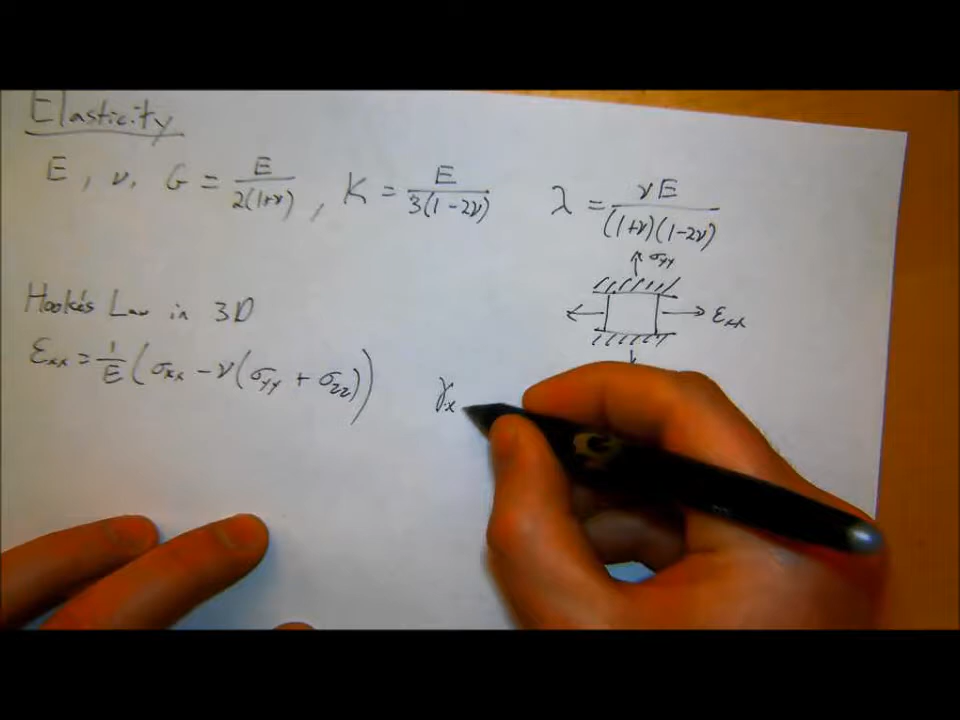 Elasticity
E , ν, G = E/(2(1+ν)) , K = E/(3(1-2ν)) λ = νE/((1+ν)(1-2ν))
σyy
εxx
Hooke's Law in 3D
εxx = 1/E (σxx - ν(σyy + σzz))
γx